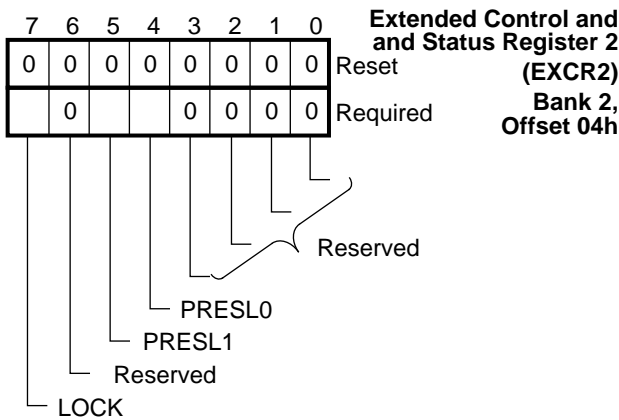 7 6 5 4 3 2 1 0
Extended Control and
and Status Register 2
(EXCR2)
Bank 2,
Offset 04h
0 0 0 0 0 0 0 0 Reset
0 0 0 0 0 Required
Reserved
PRESL0
PRESL1
Reserved
LOCK